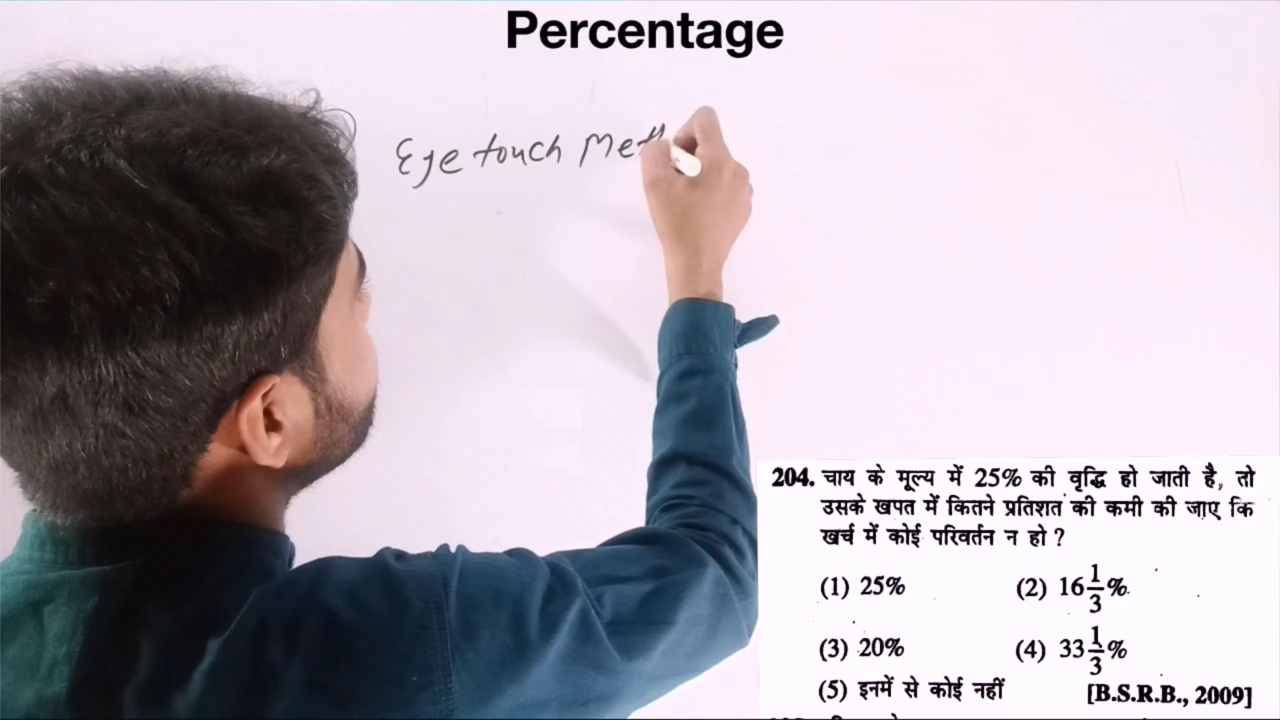 Percentage
Eye touch Meth
204. चाय के मूल्य में 25% की वृद्धि हो जाती है, तो
उसके खपत में कितने प्रतिशत की कमी की जाए कि
खर्च में कोई परिवर्तन न हो ?
(1) 25% (2) 16 1/3 %
(3) 20% (4) 33 1/3 %
(5) इनमें से कोई नहीं [B.S.R.B., 2009]